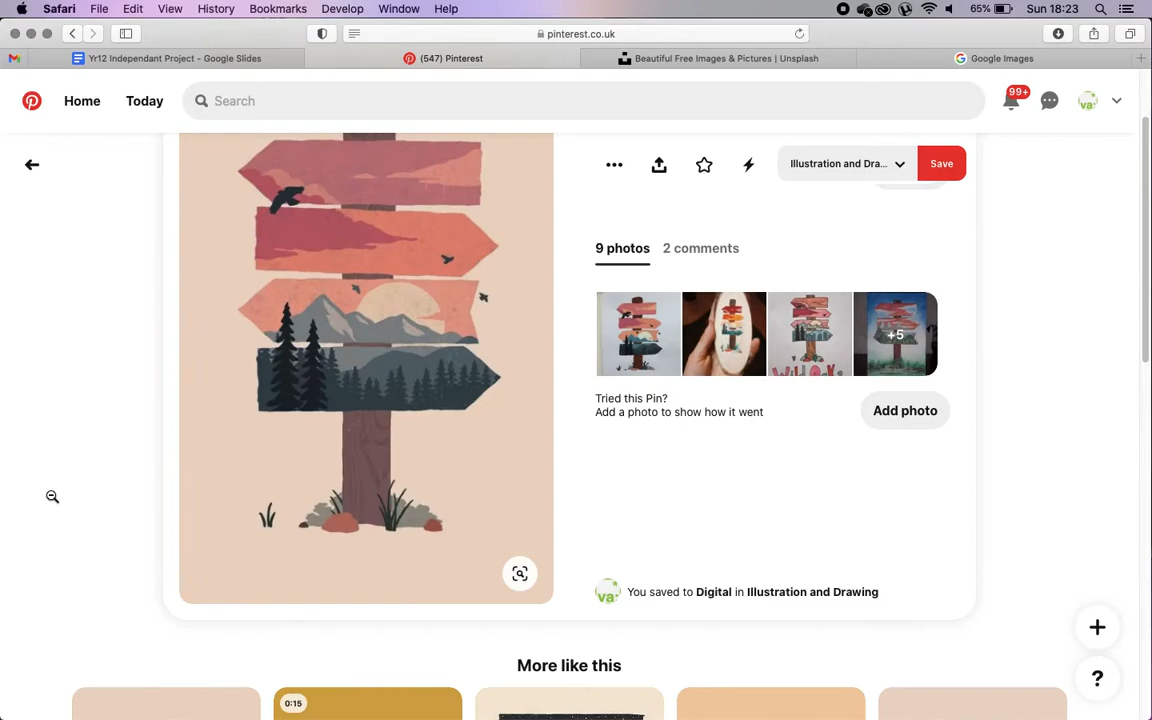 Safari File Edit View History Bookmarks Develop Window Help 65% Sun 18:23
pinterest.co.uk
Yr12 Independant Project - Google Slides (547) Pinterest Beautiful Free Images & Pictures | Unsplash Google Images
Home Today Search 99+ va:
Illustration and Dra... Save
9 photos 2 comments
+5
WILD
Tried this Pin?
Add a photo to show how it went
Add photo
va: You saved to Digital in Illustration and Drawing
+
?
More like this
0:15